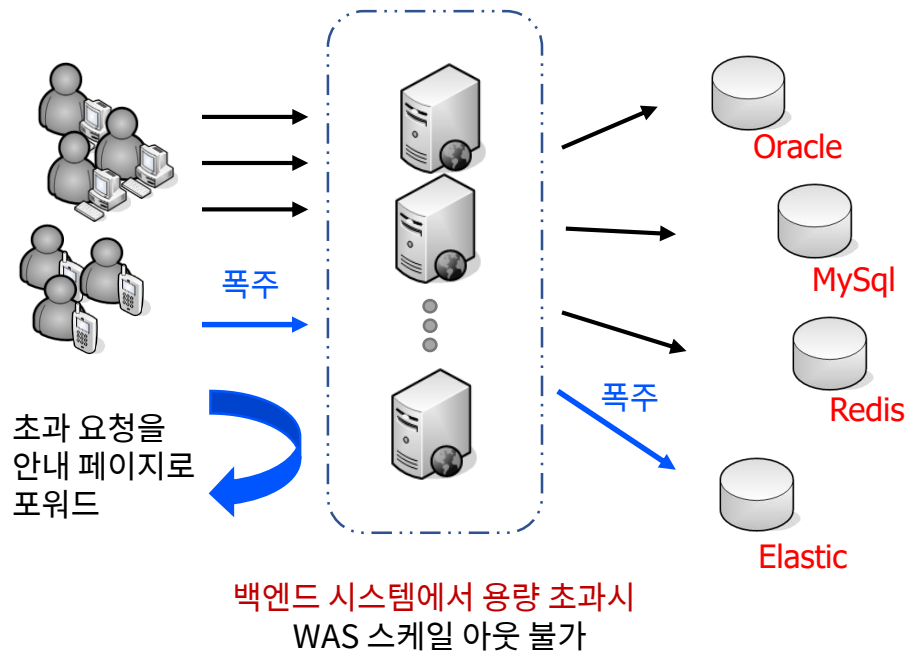 Oracle
MySql
폭주
Redis
폭주
초과 요청을
안내 페이지로
포워드
Elastic
백엔드 시스템에서 용량 초과시
WAS 스케일 아웃 불가